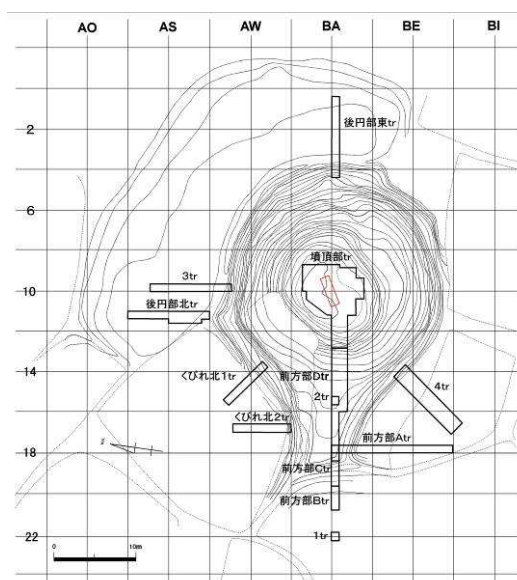 AO AS AW BA BE BI
2
後円部東tr
6
墳頂部tr
3tr
10
後円部北tr
14
くびれ北1tr
前方部Dtr
4tr
2tr
くびれ北2tr
前方部Atr
18
前方部Ctr
前方部Btr
22
1tr
0 10m